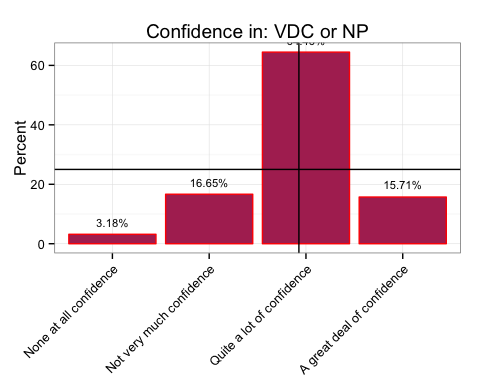 Confidence in: VDC or NP
Percent
60
40
20
0
3.18%
16.65%
15.71%
None at all confidence
Not very much confidence
Quite a lot of confidence
A great deal of confidence